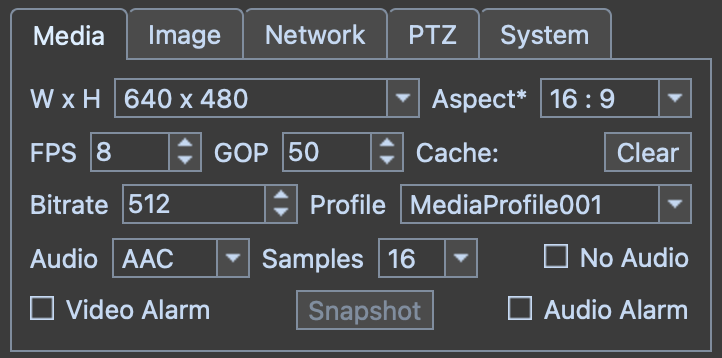 Media Image Network PTZ System
W x H 640 x 480 Aspect* 16 : 9
FPS 8 GOP 50 Cache: Clear
Bitrate 512 Profile MediaProfile001
Audio AAC Samples 16 No Audio
Video Alarm Snapshot Audio Alarm